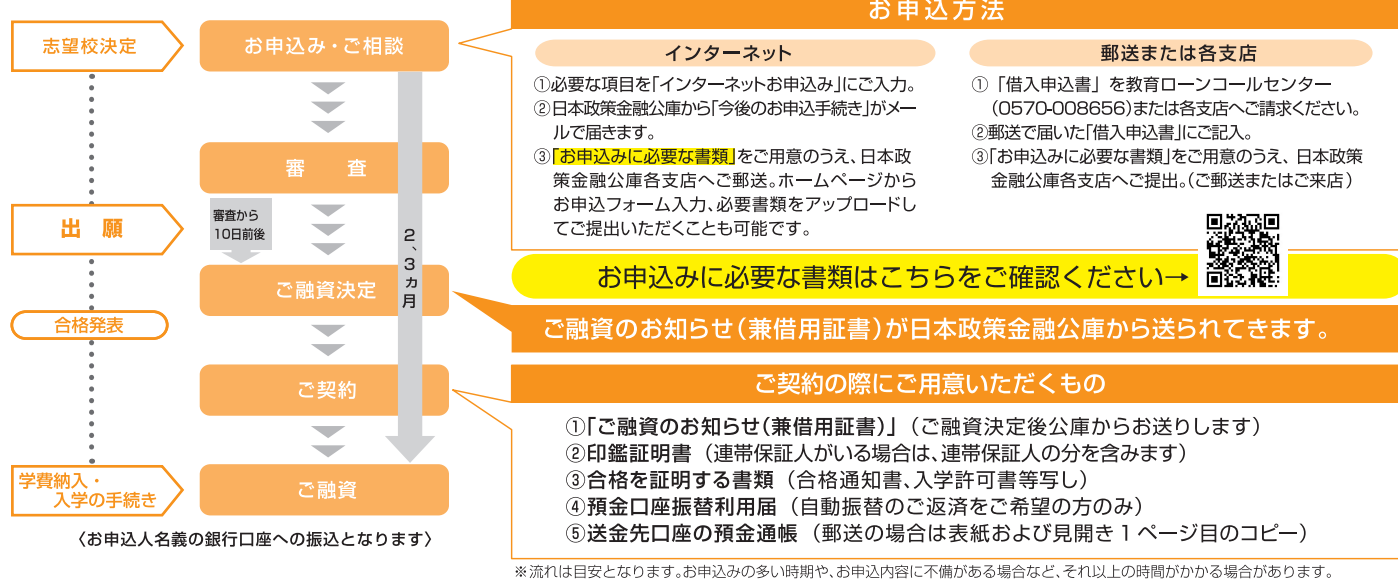 志望校決定
出願
合格発表
学費納入・
入学の手続き
お申込み・ご相談
審査
審査から
10日前後
ご融資決定
ご契約
ご融資
2、3ヵ月
〈お申込人名義の銀行口座への振込となります〉
お申込方法
インターネット
①必要な項目を「インターネットお申込み」にご入力。
②日本政策金融公庫から「今後のお申込手続き」がメー
ルで届きます。
③「お申込みに必要な書類」をご用意のうえ、日本政
策金融公庫各支店へご郵送。ホームページから
お申込フォーム入力、必要書類をアップロードし
てご提出いただくことも可能です。
郵送または各支店
①「借入申込書」を教育ローンコールセンター
(0570-008656)または各支店へご請求ください。
②郵送で届いた「借入申込書」にご記入。
③「お申込みに必要な書類」をご用意のうえ、日本政策
金融公庫各支店へご提出。(ご郵送またはご来店)
お申込みに必要な書類はこちらをご確認ください→
ご融資のお知らせ(兼借用証書)が日本政策金融公庫から送られてきます。
ご契約の際にご用意いただくもの
①「ご融資のお知らせ(兼借用証書)」(ご融資決定後公庫からお送りします)
②印鑑証明書(連帯保証人がいる場合は、連帯保証人の分を含みます)
③合格を証明する書類(合格通知書、入学許可書等写し)
④預金口座振替利用届(自動振替のご返済をご希望の方のみ)
⑤送金先口座の預金通帳(郵送の場合は表紙および見開き1ページ目のコピー)
※流れは目安となります。お申込みの多い時期や、お申込内容に不備がある場合など、それ以上の時間がかかる場合があります。